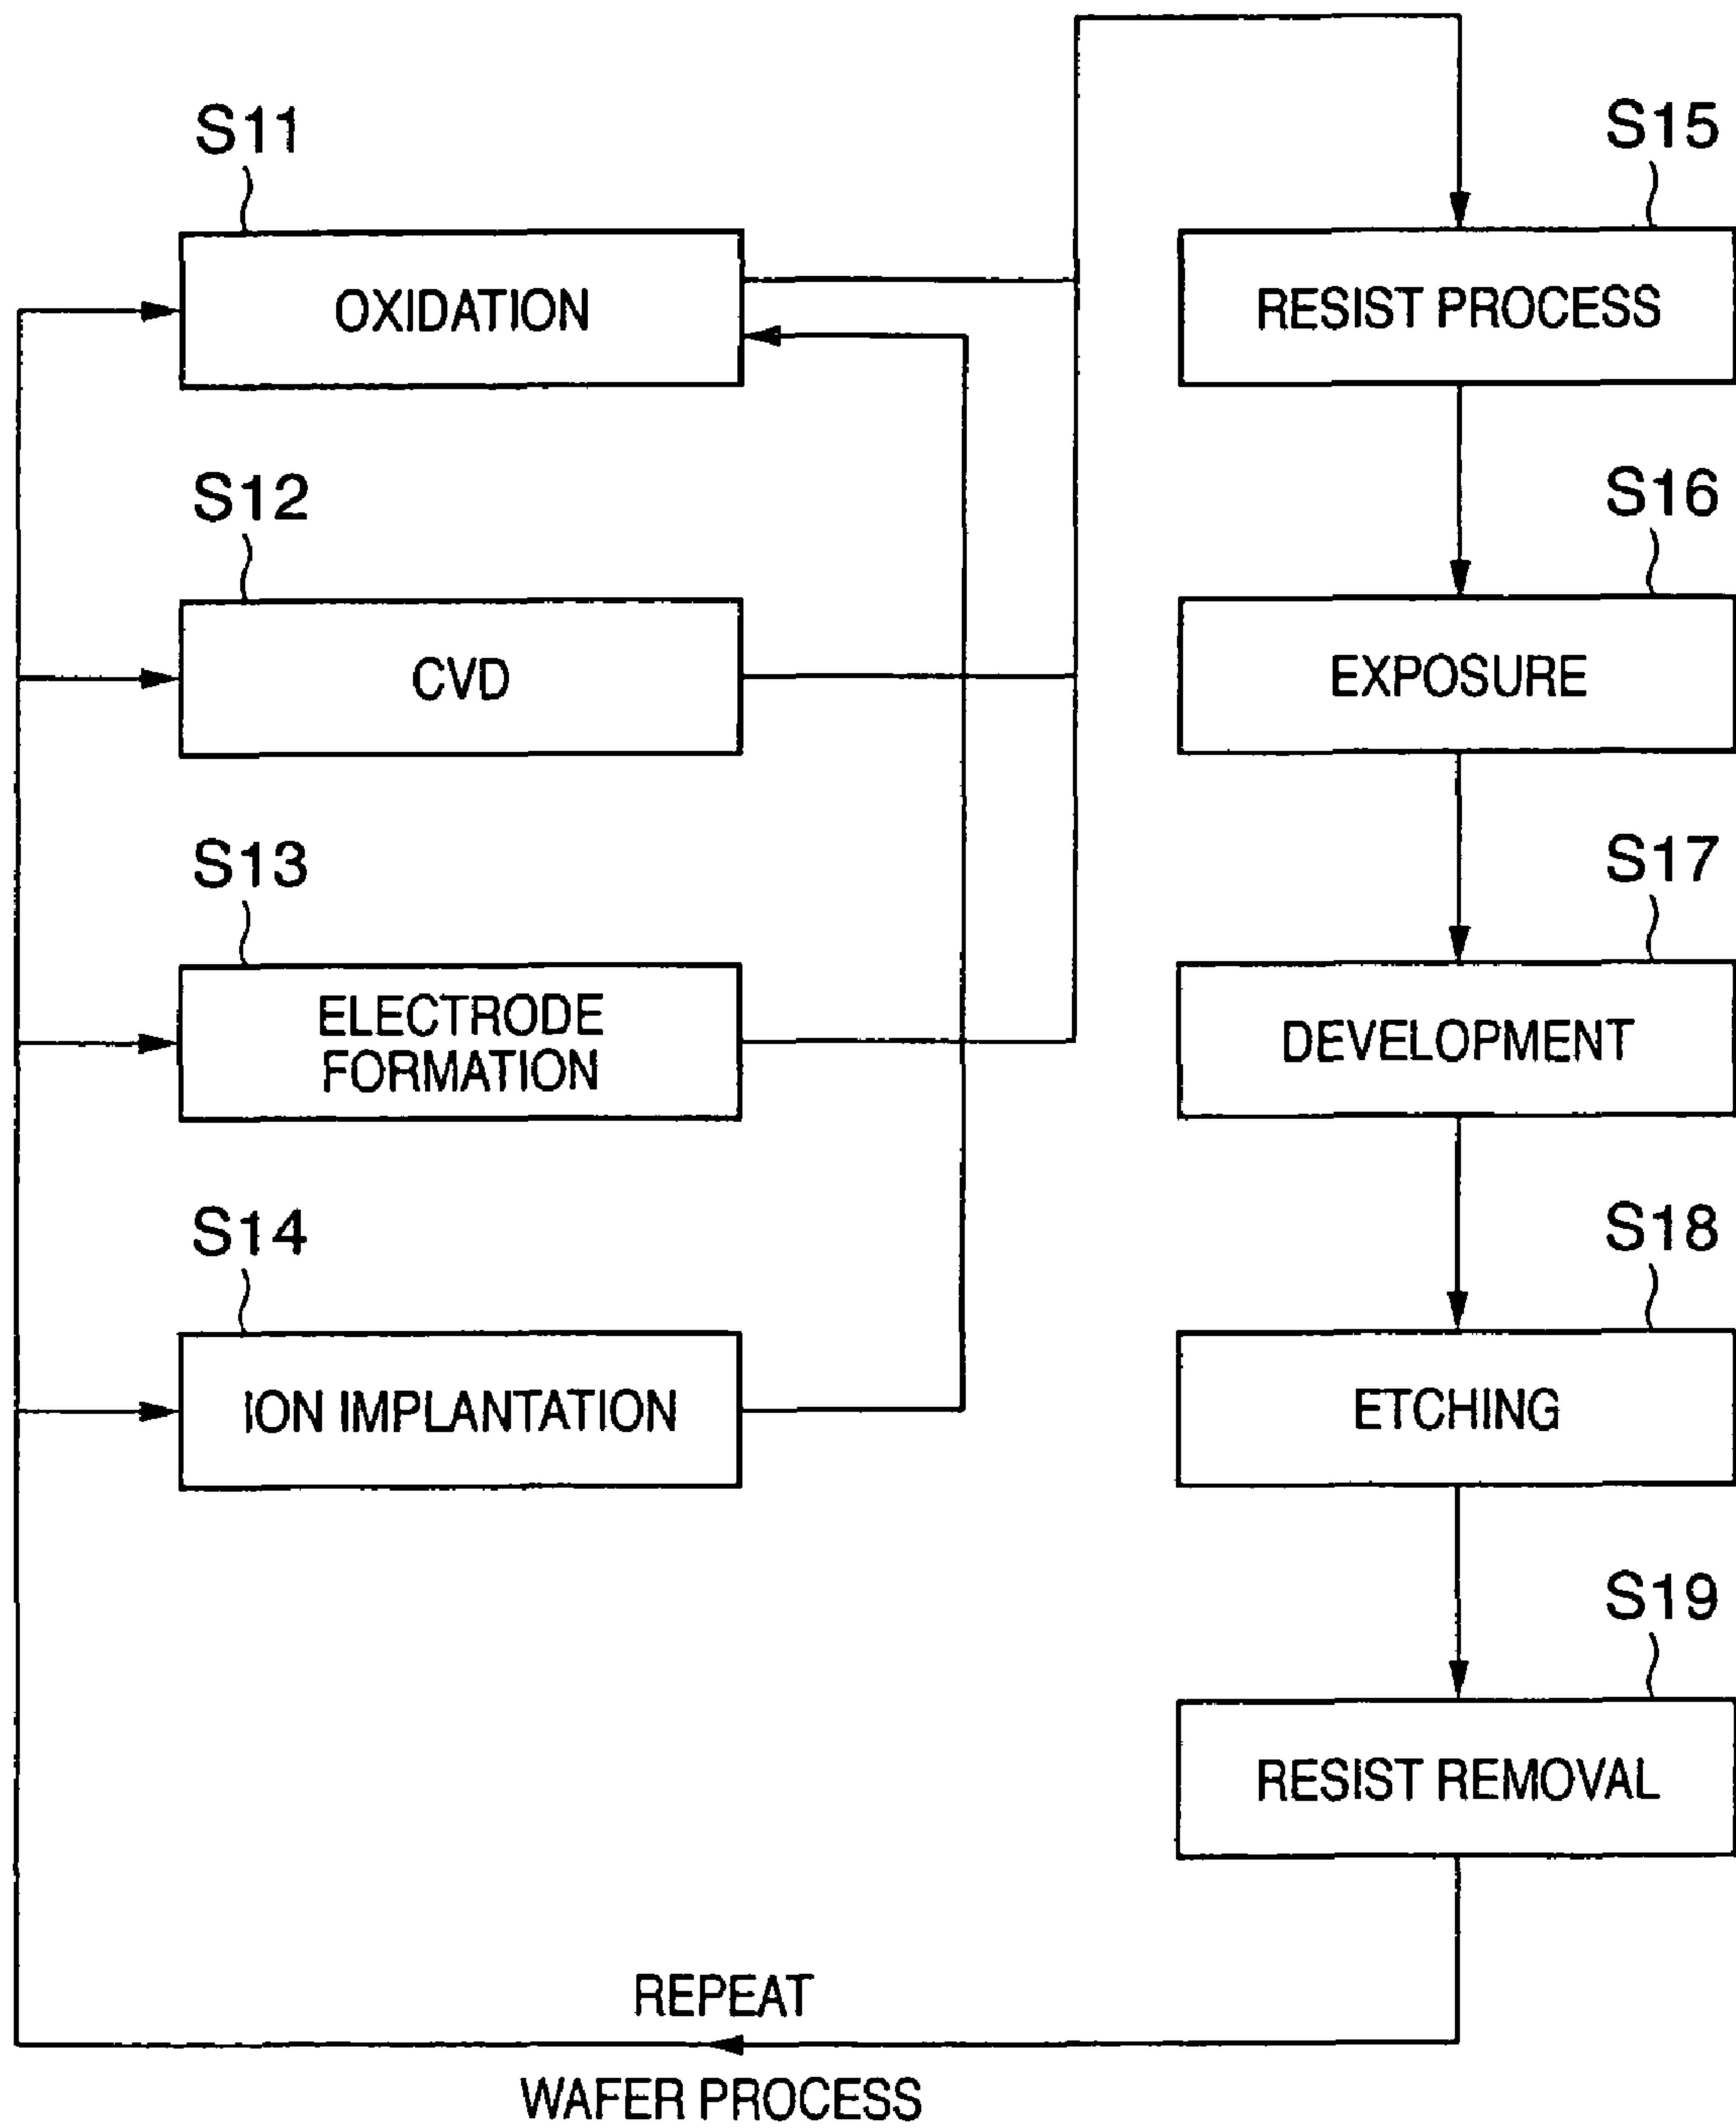 S11
OXIDATION
S12
CVD
S13
ELECTRODE
FORMATION
S14
ION IMPLANTATION
S15
RESIST PROCESS
S16
EXPOSURE
S17
DEVELOPMENT
S18
ETCHING
S19
RESIST REMOVAL
REPEAT
WAFER PROCESS